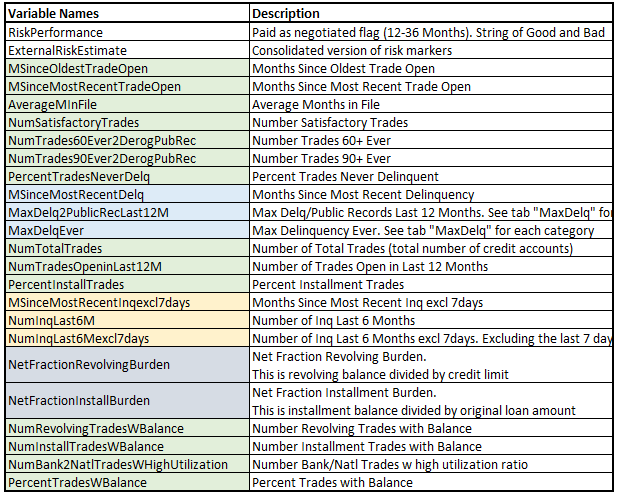 Variable Names Description
RiskPerformance Paid as negotiated flag (12-36 Months). String of Good and Bad
ExternalRiskEstimate Consolidated version of risk markers
MSinceOldestTradeOpen Months Since Oldest Trade Open
MSinceMostRecentTradeOpen Months Since Most Recent Trade Open
AverageMInFile Average Months in File
NumSatisfactoryTrades Number Satisfactory Trades
NumTrades60Ever2DerogPubRec Number Trades 60+ Ever
NumTrades90Ever2DerogPubRec Number Trades 90+ Ever
PercentTradesNeverDelq Percent Trades Never Delinquent
MSinceMostRecentDelq Months Since Most Recent Delinquency
MaxDelq2PublicRecLast12M Max Delq/Public Records Last 12 Months. See tab "MaxDelq" for
MaxDelqEver Max Delinquency Ever. See tab "MaxDelq" for each category
NumTotalTrades Number of Total Trades (total number of credit accounts)
NumTradesOpeninLast12M Number of Trades Open in Last 12 Months
PercentInstallTrades Percent Installment Trades
MSinceMostRecentInqexcl7days Months Since Most Recent Inq excl 7days
NumInqLast6M Number of Inq Last 6 Months
NumInqLast6Mexcl7days Number of Inq Last 6 Months excl 7days. Excluding the last 7 day
NetFractionRevolvingBurden Net Fraction Revolving Burden.
This is revolving balance divided by credit limit
NetFractionInstallBurden Net Fraction Installment Burden.
This is installment balance divided by original loan amount
NumRevolvingTradesWBalance Number Revolving Trades with Balance
NumInstallTradesWBalance Number Installment Trades with Balance
NumBank2NatlTradesWHighUtilization Number Bank/Natl Trades w high utilization ratio
PercentTradesWBalance Percent Trades with Balance